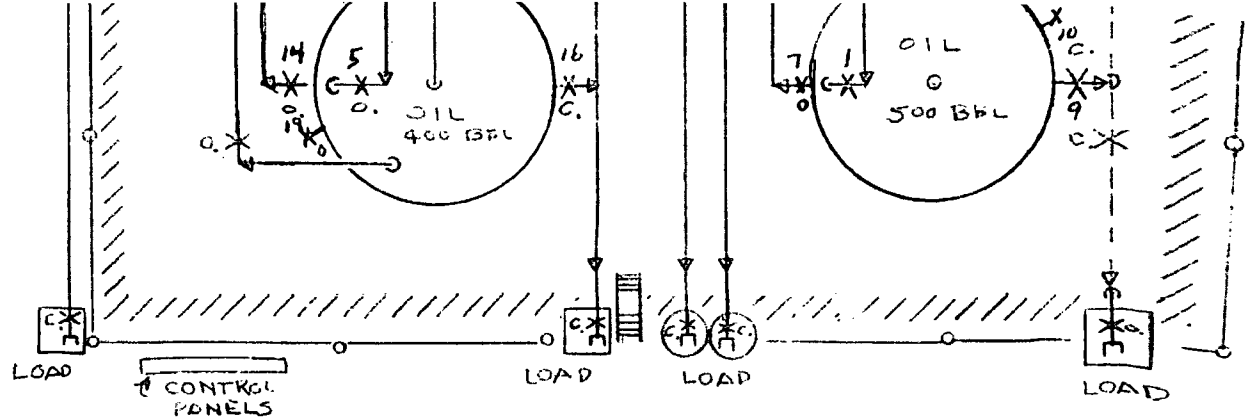 14
5
16
O.
O.
C.
19
O
O.
OIL
400 BBL
7
1
O
OIL
500 BBL
10
C.
9
C
C.
C.
C.
C.
O.
LOAD
LOAD
LOAD
LOAD
CONTROL
PANELS